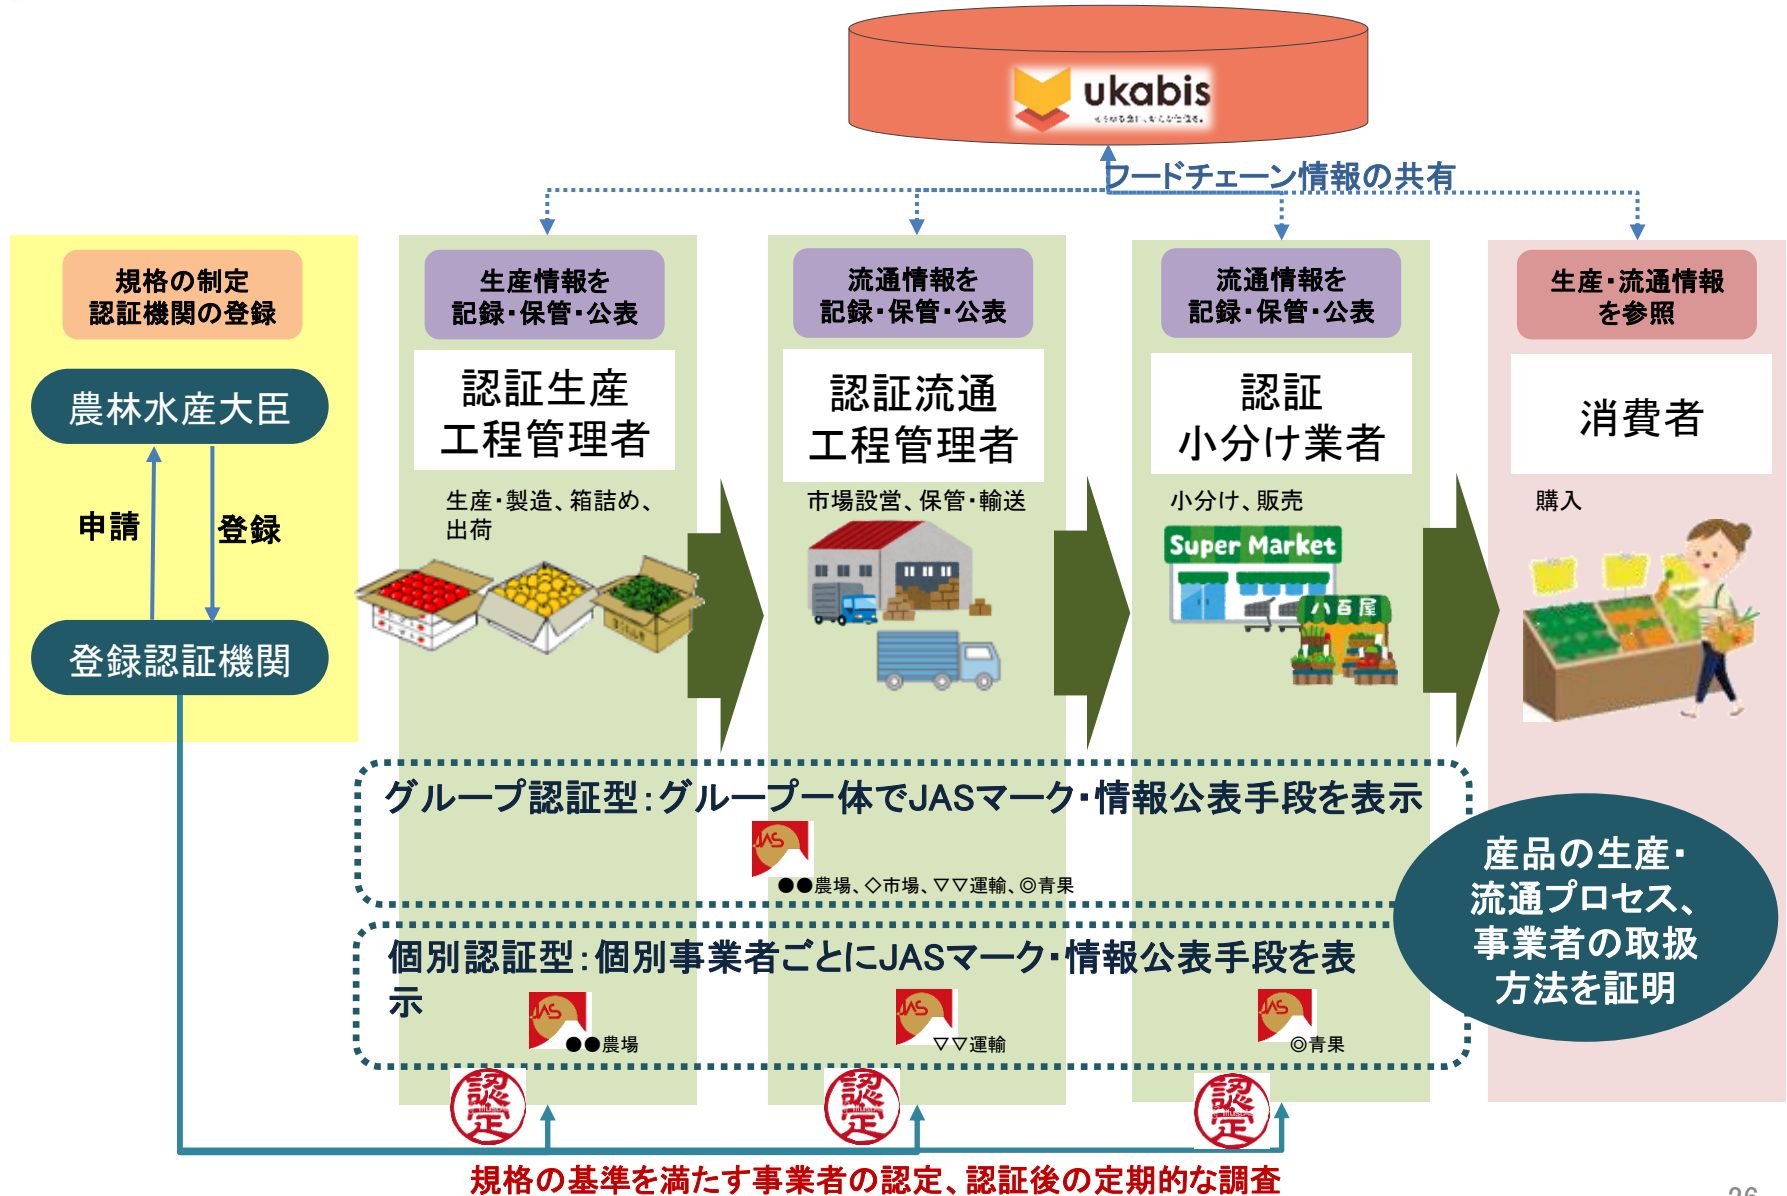 ukabis
フードチェーン情報の共有
規格の制定
認証機関の登録
農林水産大臣
申請
登録
登録認証機関
生産情報を
記録・保管・公表
認証生産
工程管理者
生産・製造、箱詰め、
出荷
流通情報を
記録・保管・公表
認証流通
工程管理者
市場設営、保管・輸送
流通情報を
記録・保管・公表
認証
小分け業者
小分け、販売
Super Market
八百屋
生産・流通情報
を参照
消費者
購入
グループ認証型：グループ一体でJASマーク・情報公表手段を表示
JAS
●●農場、◇市場、▽▽運輸、◎青果
個別認証型：個別事業者ごとにJASマーク・情報公表手段を表
示
JAS
●●農場
JAS
▽▽運輸
JAS
◎青果
産品の生産・
流通プロセス、
事業者の取扱
方法を証明
認定
認定
認定
規格の基準を満たす事業者の認定、認証後の定期的な調査
26